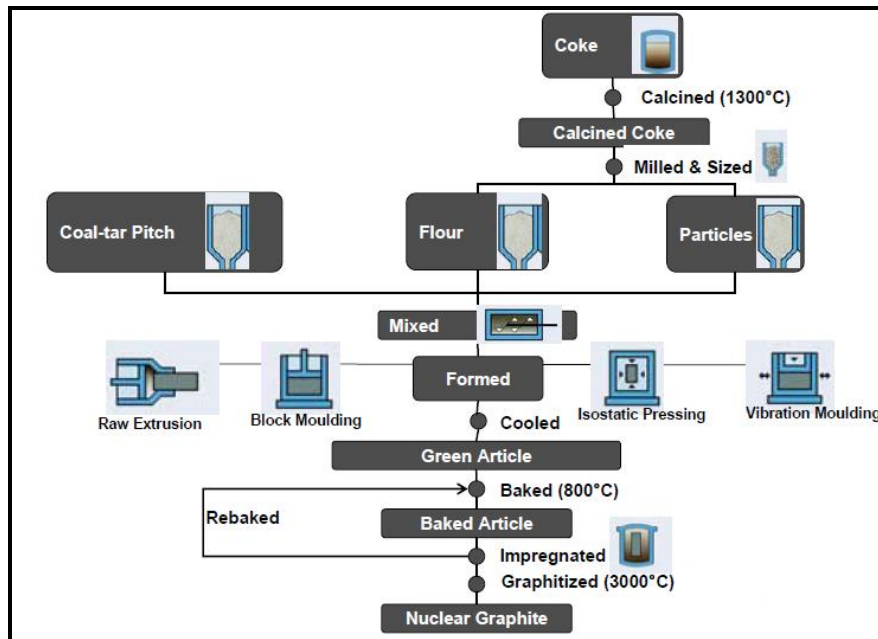 Coke
Calcined (1300°C)
Calcined Coke
Milled & Sized
Coal-tar Pitch
Flour
Particles
Mixed
Formed
Raw Extrusion
Block Moulding
Isostatic Pressing
Vibration Moulding
Cooled
Green Article
Baked (800°C)
Rebaked
Baked Article
Impregnated
Graphitized (3000°C)
Nuclear Graphite